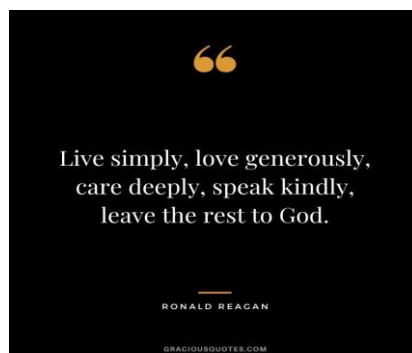 “
Live simply, love generously,
care deeply, speak kindly,
leave the rest to God.
RONALD REAGAN
GRACIOUSQUOTES.COM